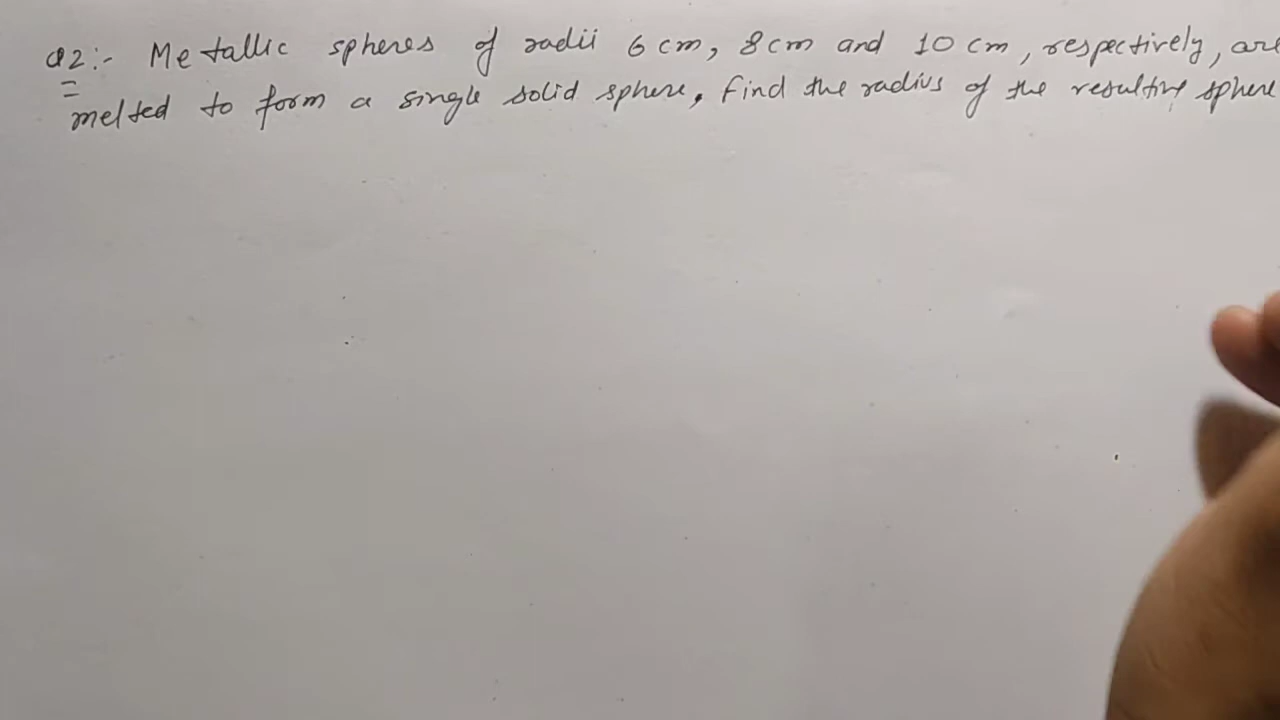 Q2:- Metallic spheres of radii 6 cm, 8 cm and 10 cm, respectively, are
melted to form a single solid sphere. Find the radius of the resulting sphere